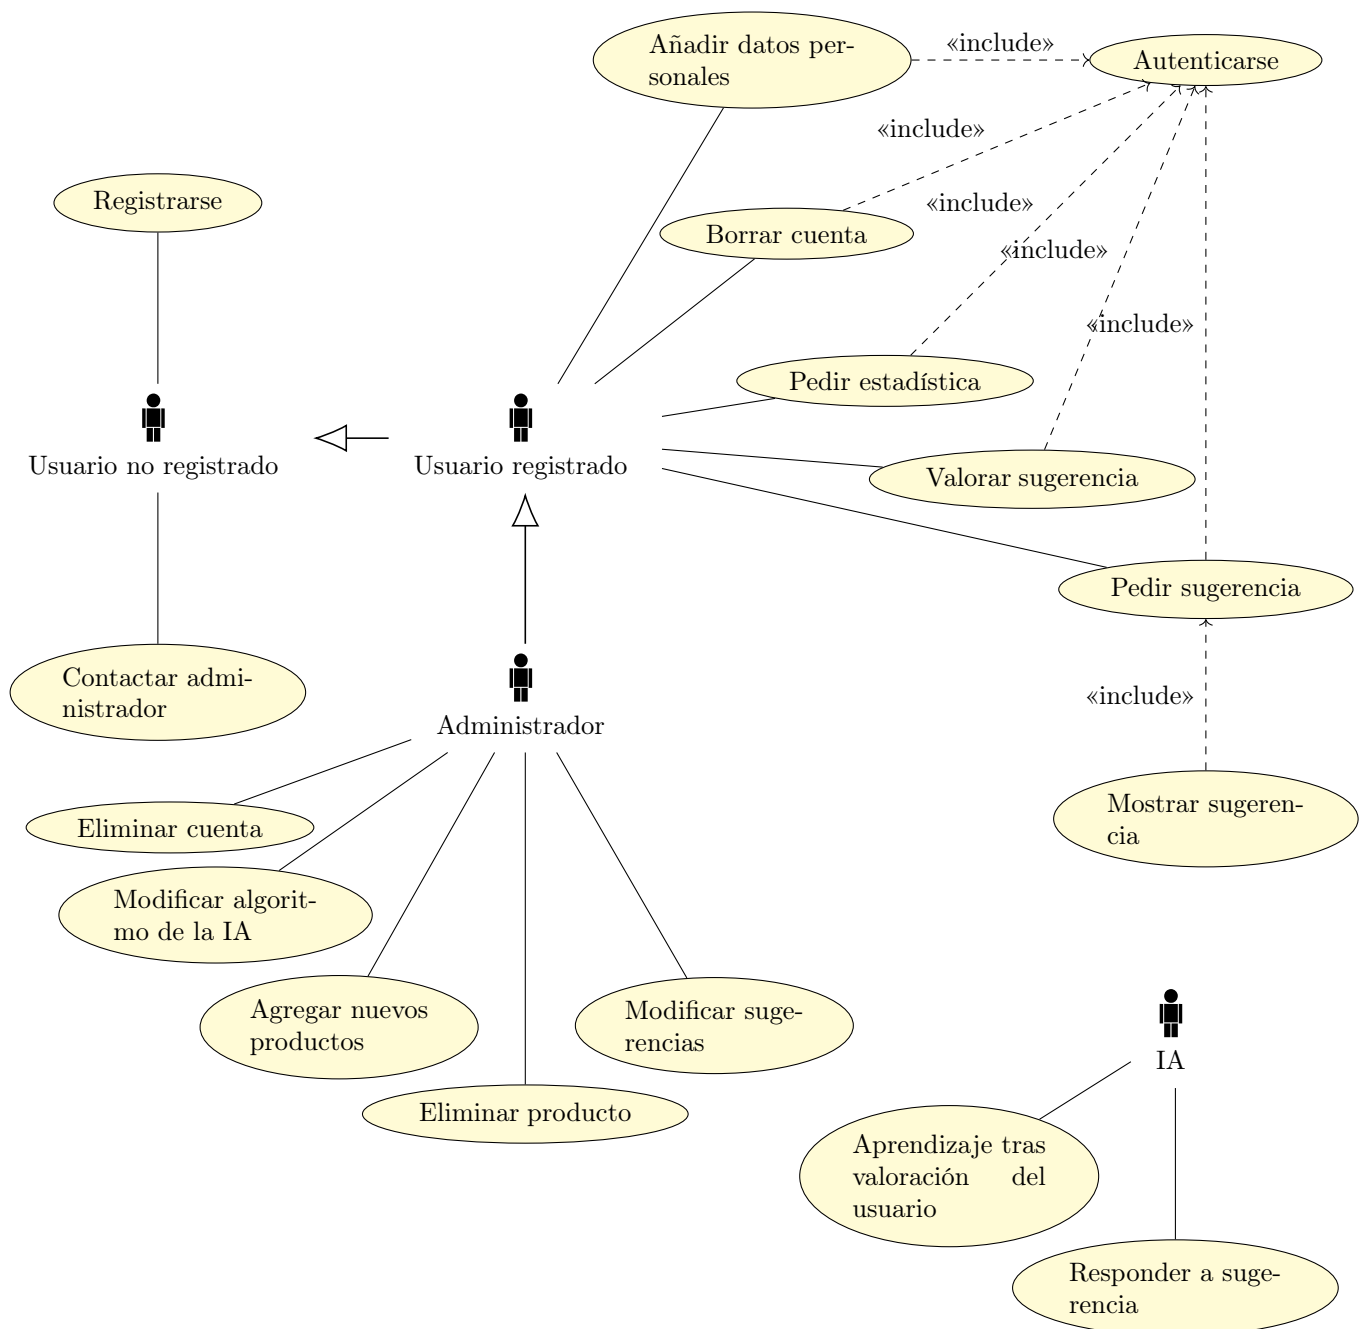 Añadir datos per-
sonales
«include»
Autenticarse
«include»
Registrarse
«include»
Borrar cuenta
«include»
«include»
Pedir estadística
Usuario no registrado
Usuario registrado
Valorar sugerencia
Pedir sugerencia
Contactar admi-
nistrador
«include»
Administrador
Mostrar sugeren-
cia
Eliminar cuenta
Modificar algorit-
mo de la IA
Agregar nuevos
productos
Modificar suge-
rencias
IA
Eliminar producto
Aprendizaje tras
valoración del
usuario
Responder a suge-
rencia